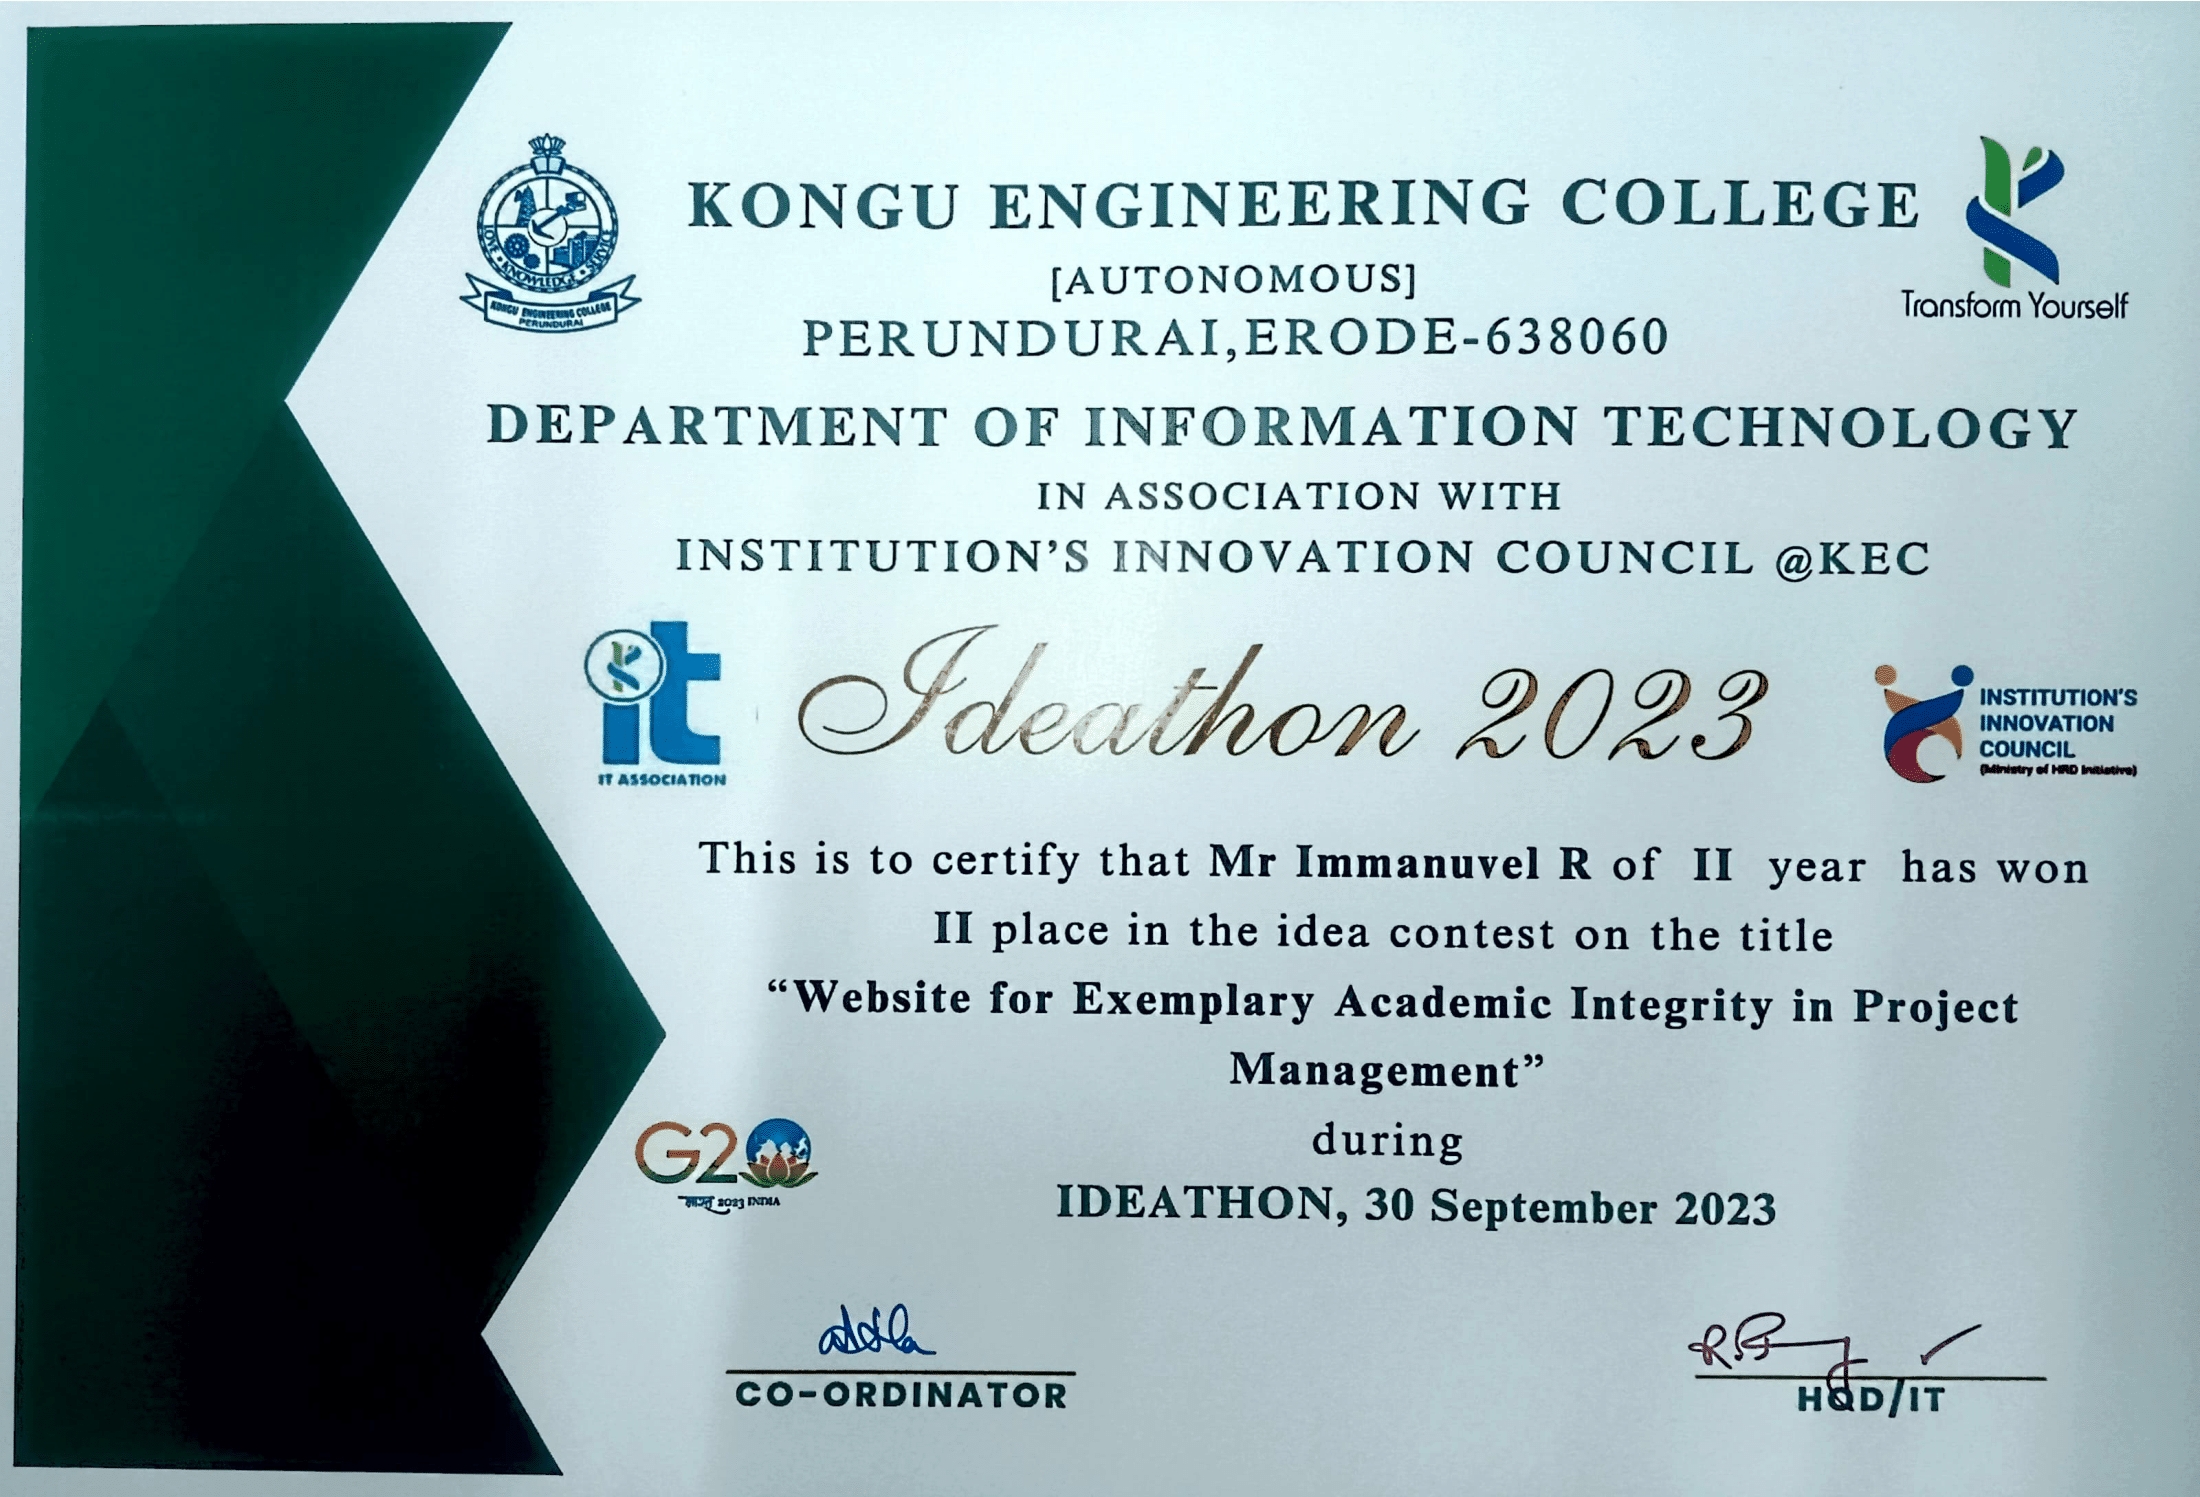 KONGU ENGINEERING COLLEGE
[AUTONOMOUS]
PERUNDURAI,ERODE-638060
LOVE • KNOWLEDGE • SERVICE
KONGU ENGINEERING COLLEGE
PERUNDURAI
Transform Yourself
DEPARTMENT OF INFORMATION TECHNOLOGY
IN ASSOCIATION WITH
INSTITUTION'S INNOVATION COUNCIL @KEC
it
IT ASSOCIATION
Ideathon 2023
INSTITUTION'S
INNOVATION
COUNCIL
(Ministry of HRD Initiative)
This is to certify that Mr Immanuvel R of II year has won
II place in the idea contest on the title
“Website for Exemplary Academic Integrity in Project
Management”
during
IDEATHON, 30 September 2023
G20
भारत 2023 INDIA
CO-ORDINATOR
HOD/IT